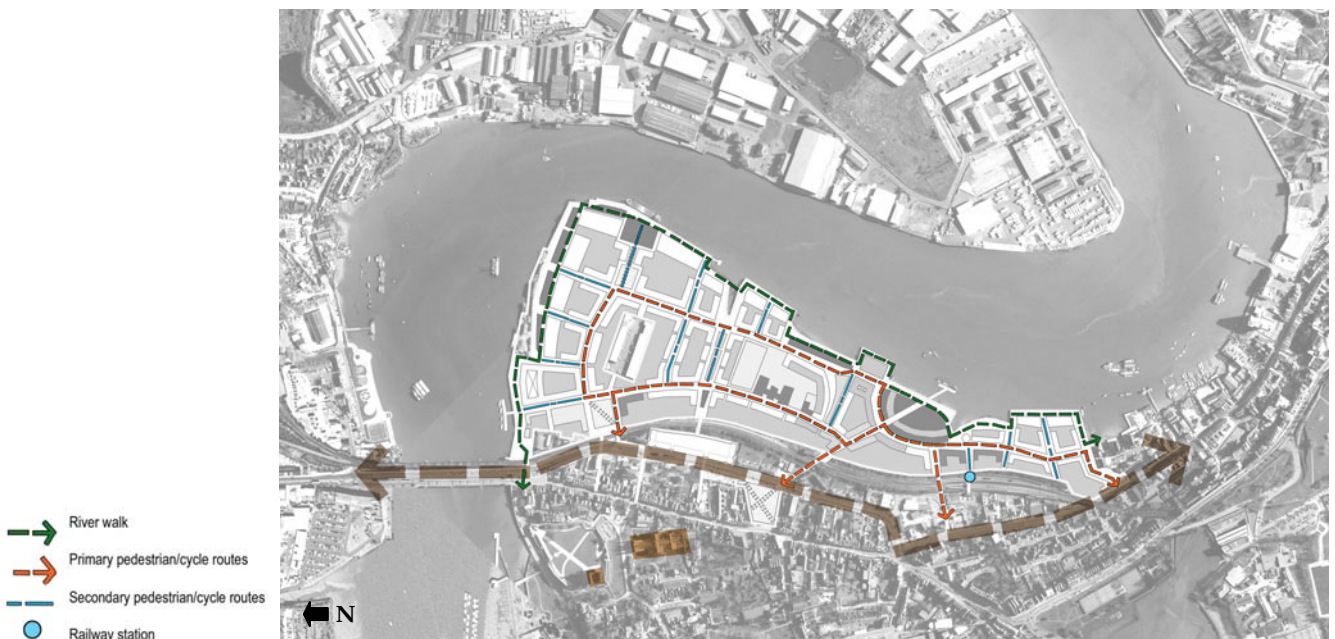 River walk
Primary pedestrian/cycle routes
Secondary pedestrian/cycle routes
Railway station
N